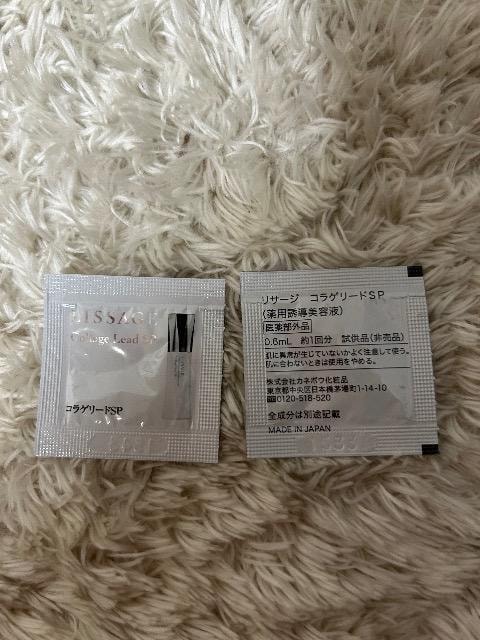 LISSAGE
Collage Lead SP
コラゲリードSP
リサージ コラゲリードSP
(薬用誘導美容液)
医薬部外品
0.6mL 約1回分 試供品(非売品)
肌に異常が生じていないかよく注意して使う。
肌に合わないときは使用をやめる。
株式会社カネボウ化粧品
東京都中央区日本橋茅場町1-14-10
☎0120-518-520
全成分は別途記載
MADE IN JAPAN